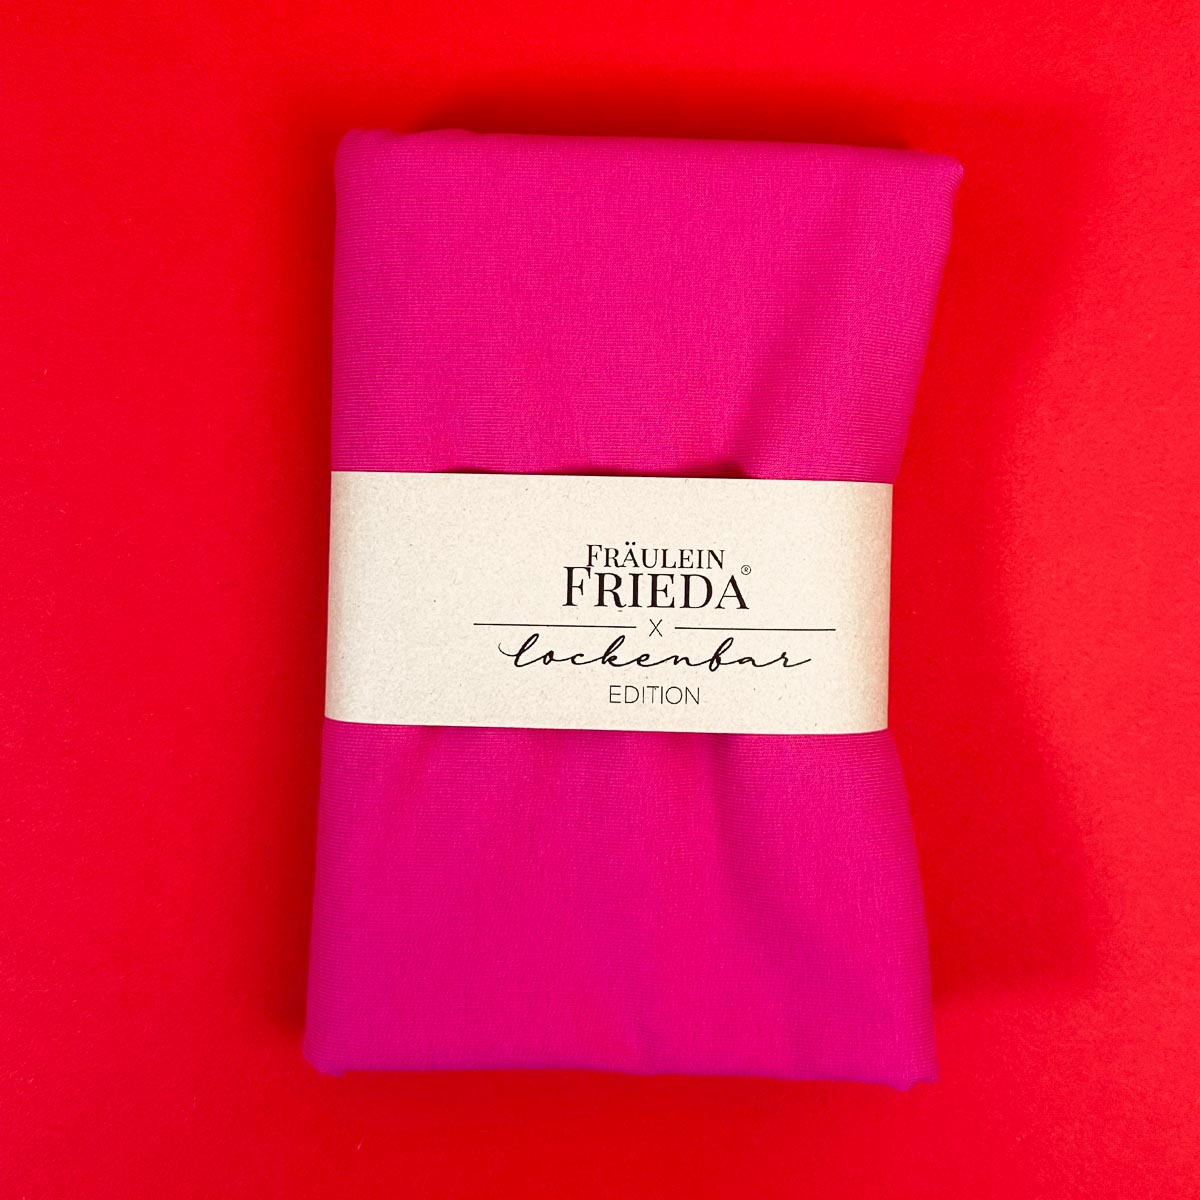 FRÄULEIN
FRIEDA®
X
lockenbar
EDITION